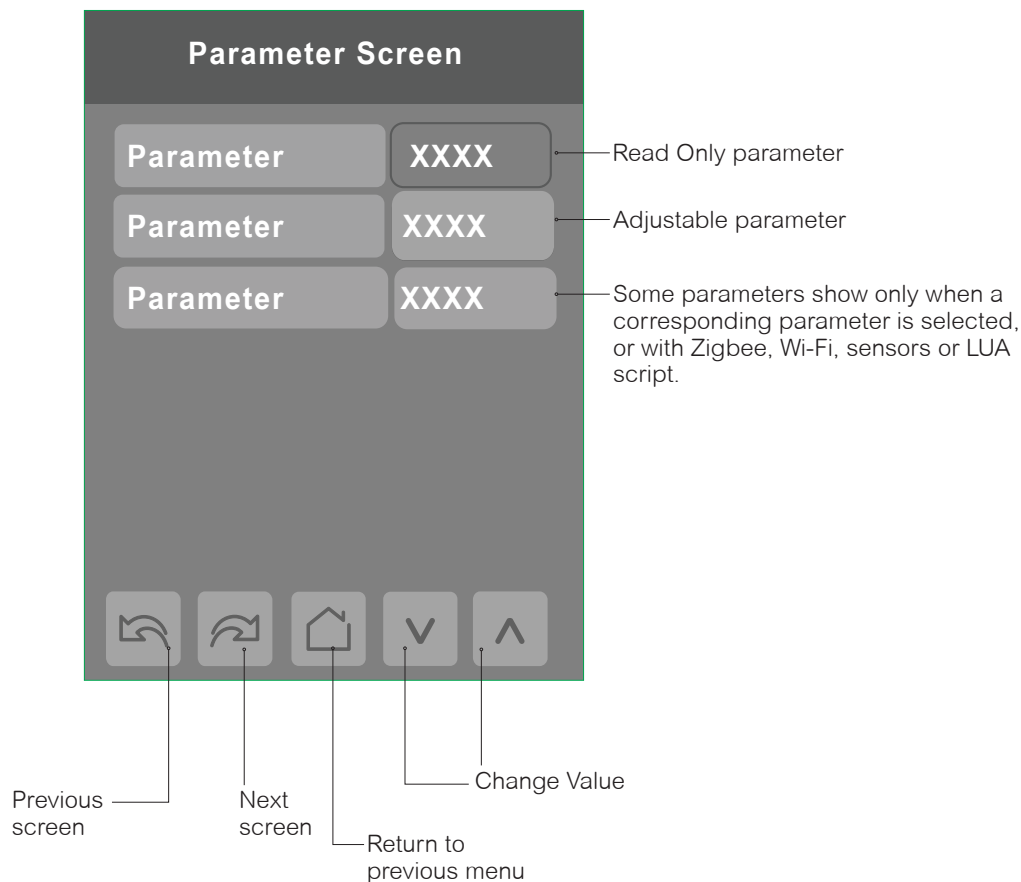 Parameter Screen
Parameter XXXX
Read Only parameter
Parameter XXXX
Adjustable parameter
Parameter XXXX
Some parameters show only when a
corresponding parameter is selected,
or with Zigbee, Wi-Fi, sensors or LUA
script.
Change Value
Previous
screen
Next
screen
Return to
previous menu